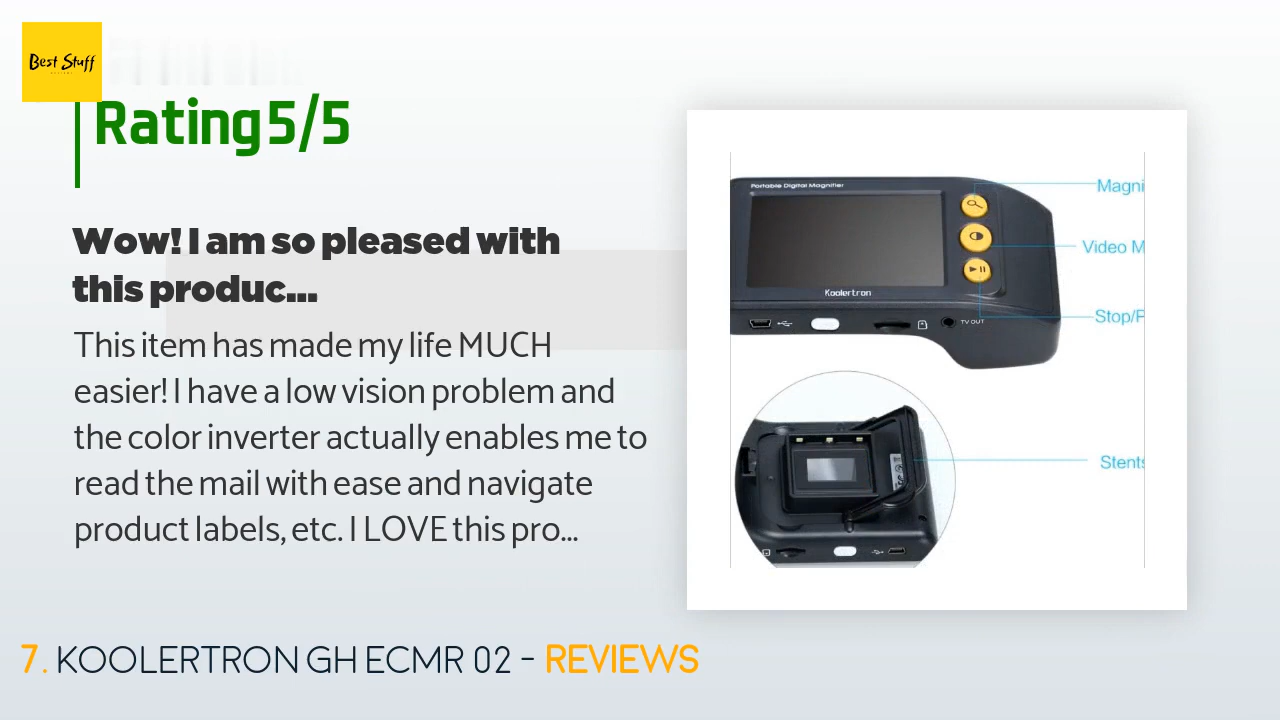 Best Stuff
Rating 5/5
Wow! I am so pleased with
this produc...
This item has made my life MUCH
easier! I have a low vision problem and
the color inverter actually enables me to
read the mail with ease and navigate
product labels, etc. I LOVE this pro...
Portable Digital Magnifier
Koolertron
TV OUT
Magni
Video M
Stop/P
Stents
7. KOOLERTRON GH ECMR 02 - REVIEWS